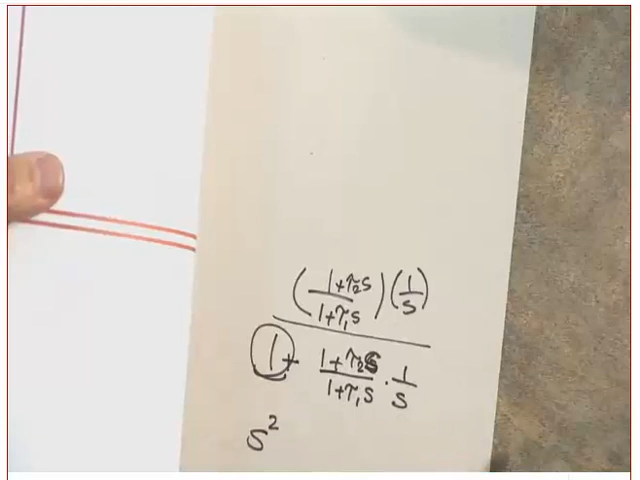 (1+τ₂s / 1+τ₁s)(1/s)
1 + 1+τ₂s / 1+τ₁s · 1/s
s²